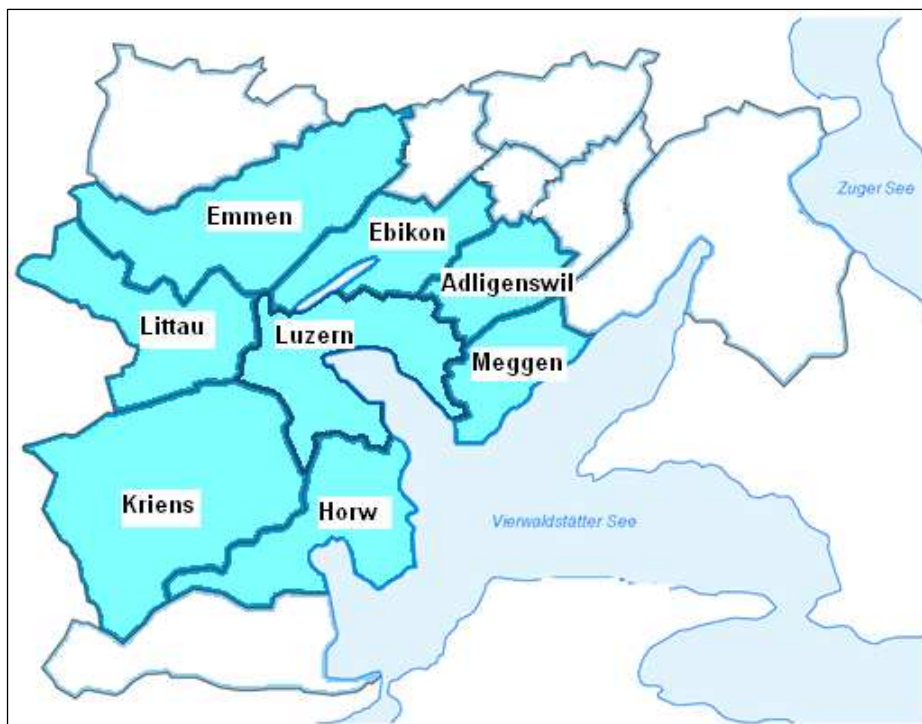 Zuger See
Emmen
Ebikon
Adligenswil
Littau
Luzern
Meggen
Kriens
Horw
Vierwaldstätter See